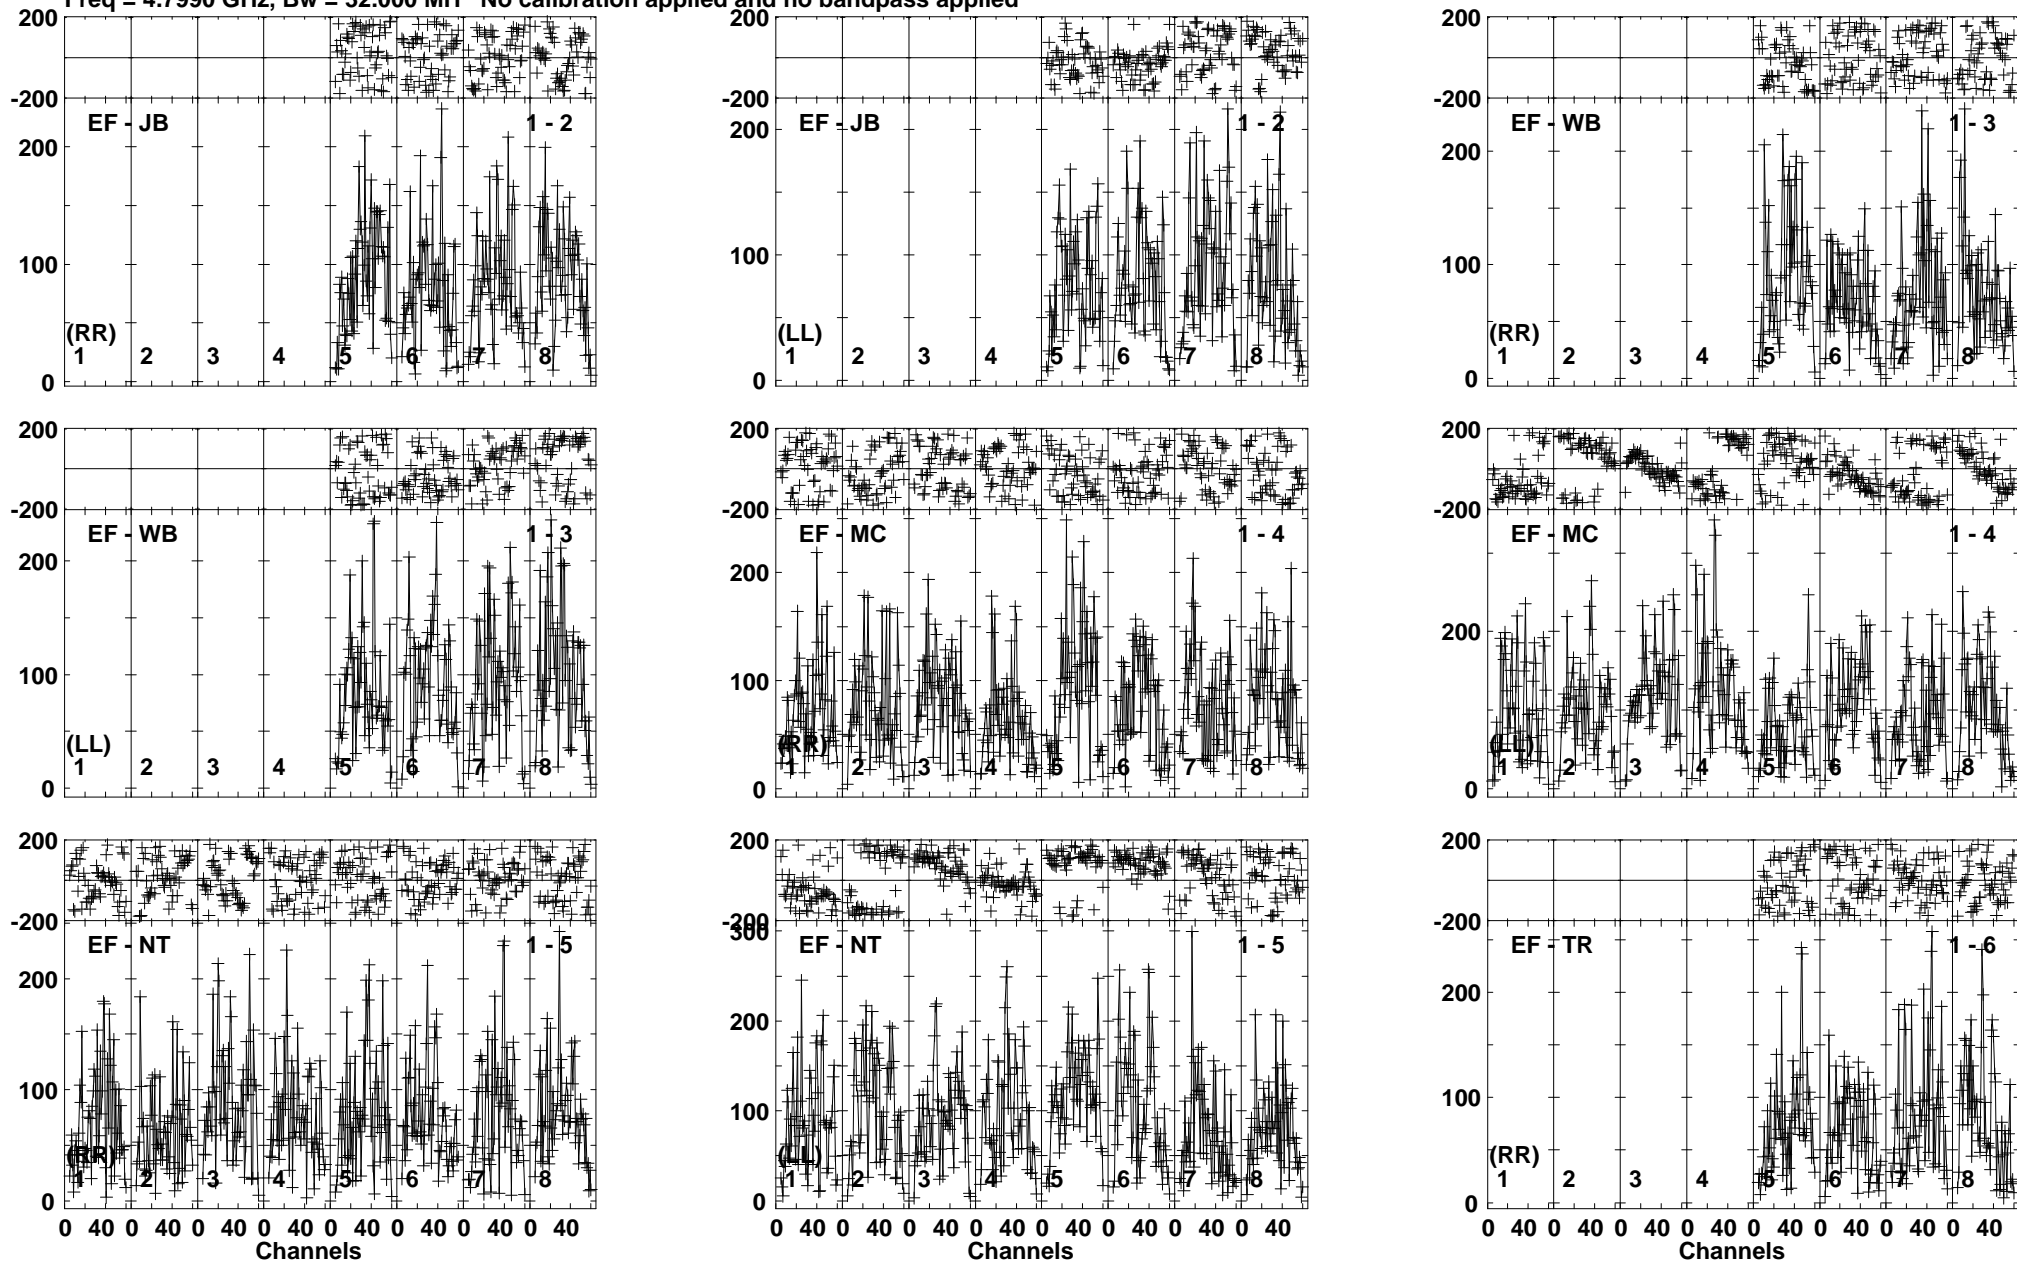 Freq = 4.7990 GHz, Bw = 32.000 MH No calibration applied and no bandpass applied
200 200 200
-200 -200 -200
EF - JB 1 - 2 EF - JB 1 - 2 EF - WB 1 - 3
200 200 200
100 100 100
(RR) (LL) (RR)
1 2 3 4 5 6 7 8 1 2 3 4 5 6 7 8 1 2 3 4 5 6 7 8
0 0 0
200 200 200
-200 -200 -200
EF - WB 1 - 3 EF - MC 1 - 4 EF - MC 1 - 4
200 200 200
100 100
(LL) (RR) (LL)
1 2 3 4 5 6 7 8 1 2 3 4 5 6 7 8 1 2 3 4 5 6 7 8
0 0 0
200 200 200
-200 -200 -200
300
EF - NT 1 - 5 EF - NT 1 - 5 EF - TR 1 - 6
200 200 200
100 100 100
(RR) (LL) (RR)
1 2 3 4 5 6 7 8 1 2 3 4 5 6 7 8 1 2 3 4 5 6 7 8
0 0 0
0 40 0 40 0 40 0 40 0 40 0 40 0 40 0 40 0 40 0 40 0 40 0 40 0 40 0 40 0 40 0 40 0 40 0 40 0 40 0 40 0 40 0 40 0 40 0 40
Channels Channels Channels